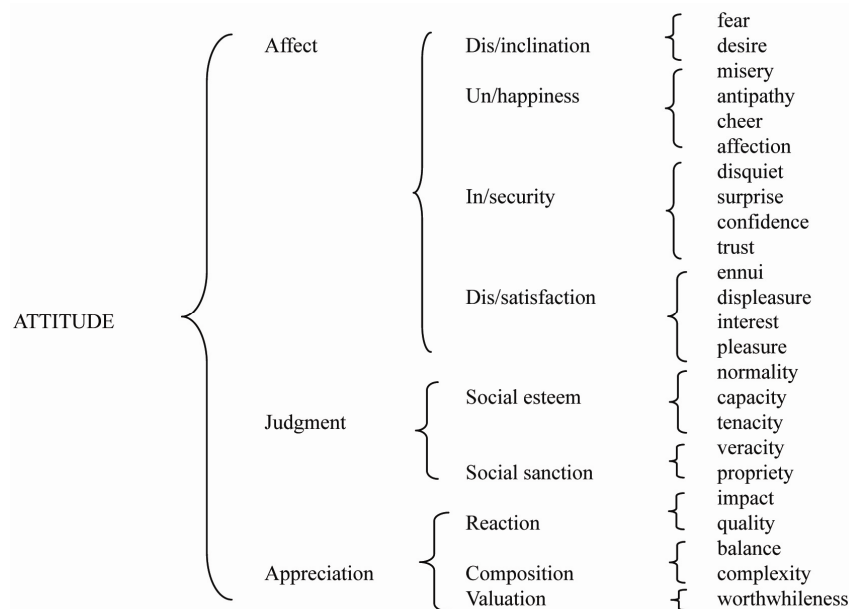 fear
Affect Dis/inclination desire
misery
Un/happiness antipathy
cheer
affection
disquiet
In/security surprise
confidence
trust
ennui
Dis/satisfaction displeasure
ATTITUDE interest
pleasure
normality
Social esteem capacity
Judgment tenacity
veracity
Social sanction propriety
impact
Reaction quality
balance
Appreciation Composition complexity
Valuation worthwhileness